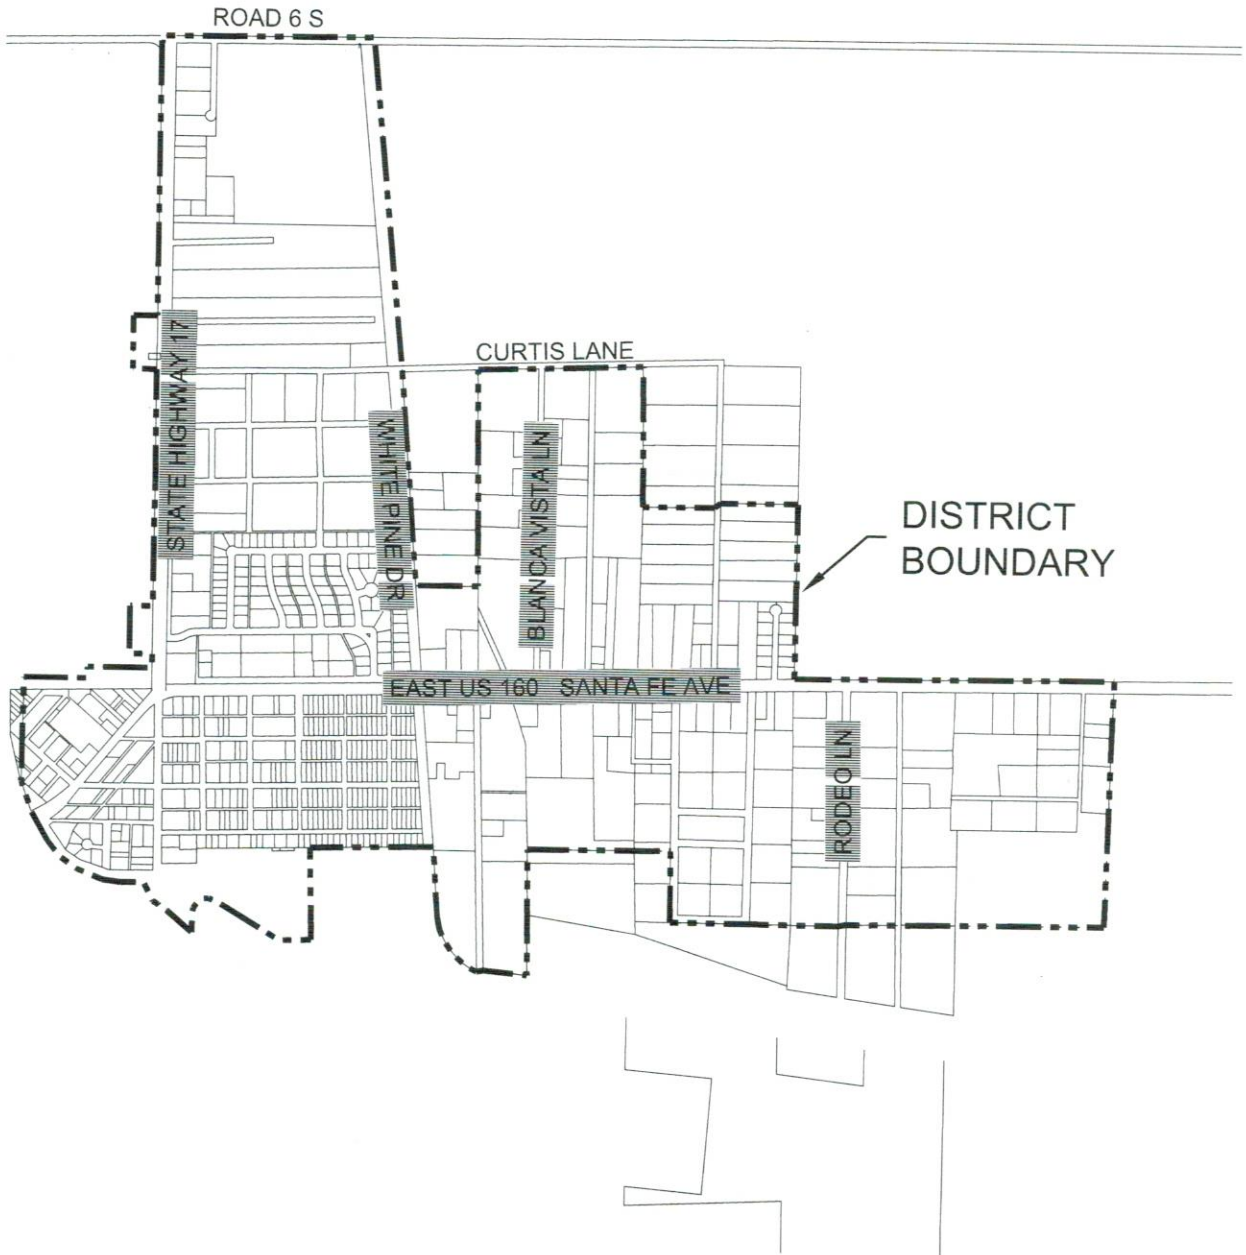 ROAD 6 S
STATE HIGHWAY 17
CURTIS LANE
WHITE PINE DR
BLANCA VISTA LN
DISTRICT
BOUNDARY
EAST US 160 SANTA FE AVE
RODEO LN